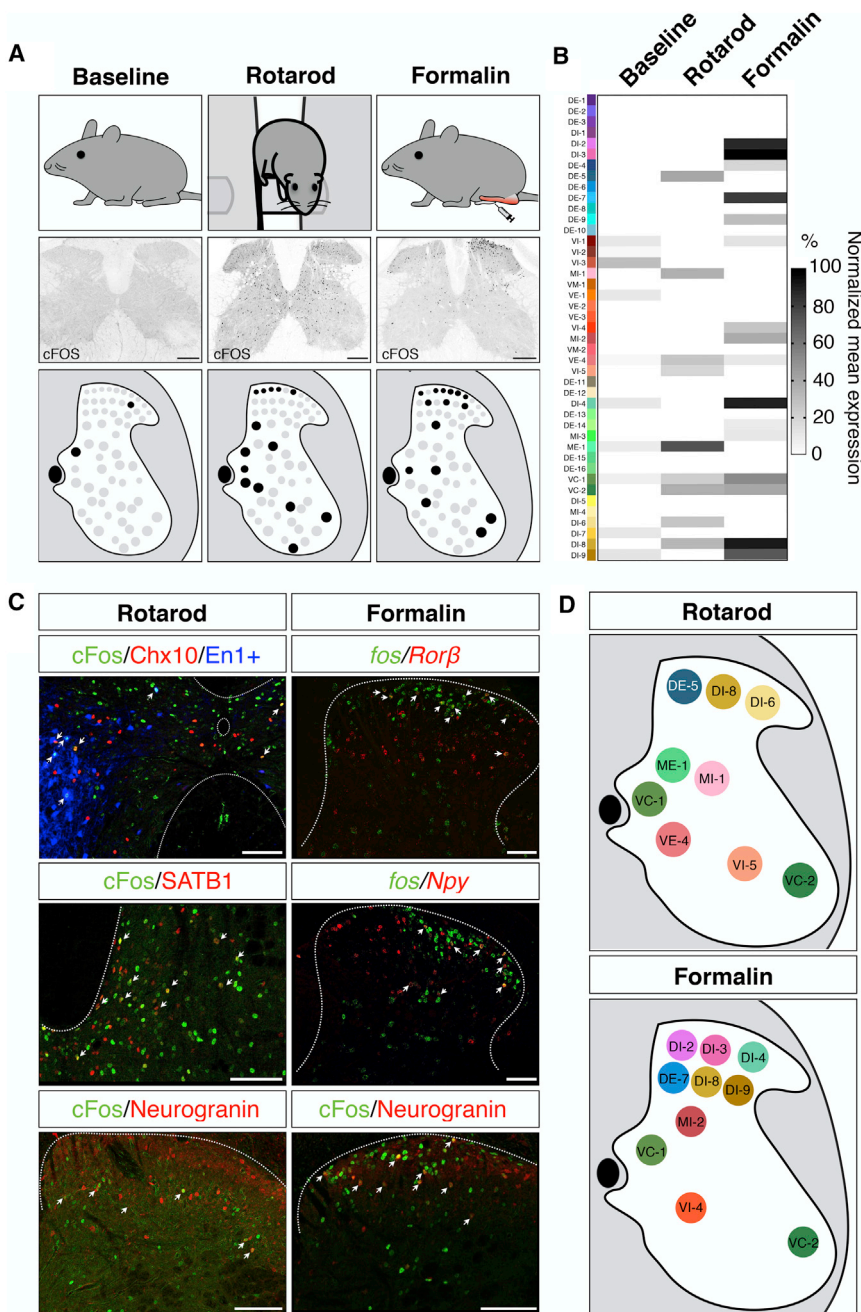 A
Baseline
Rotarod
Formalin
cFOS
cFOS
cFOS
B
Baseline
Rotarod
Formalin
DE-1
DE-2
DE-3
DI-1
DI-2
DI-3
DE-4
DE-5
DE-6
DE-7
DE-8
DE-9
DE-10
VI-1
VI-2
VI-3
MI-1
VM-1
VE-1
VE-2
VE-3
VI-4
MI-2
VM-2
VE-4
VI-5
DE-11
DE-12
DI-4
DE-13
DE-14
MI-3
ME-1
DE-15
DE-16
VC-1
VC-2
DI-5
MI-4
DI-6
DI-7
DI-8
DI-9
%
100
80
60
40
20
0
Normalized mean expression
C
Rotarod
Formalin
cFos/Chx10/En1+
fos/Rorβ
cFos/SATB1
fos/Npy
cFos/Neurogranin
cFos/Neurogranin
D
Rotarod
DE-5
DI-8
DI-6
ME-1
MI-1
VC-1
VE-4
VI-5
VC-2
Formalin
DI-2
DI-3
DI-4
DE-7
DI-8
DI-9
MI-2
VC-1
VI-4
VC-2